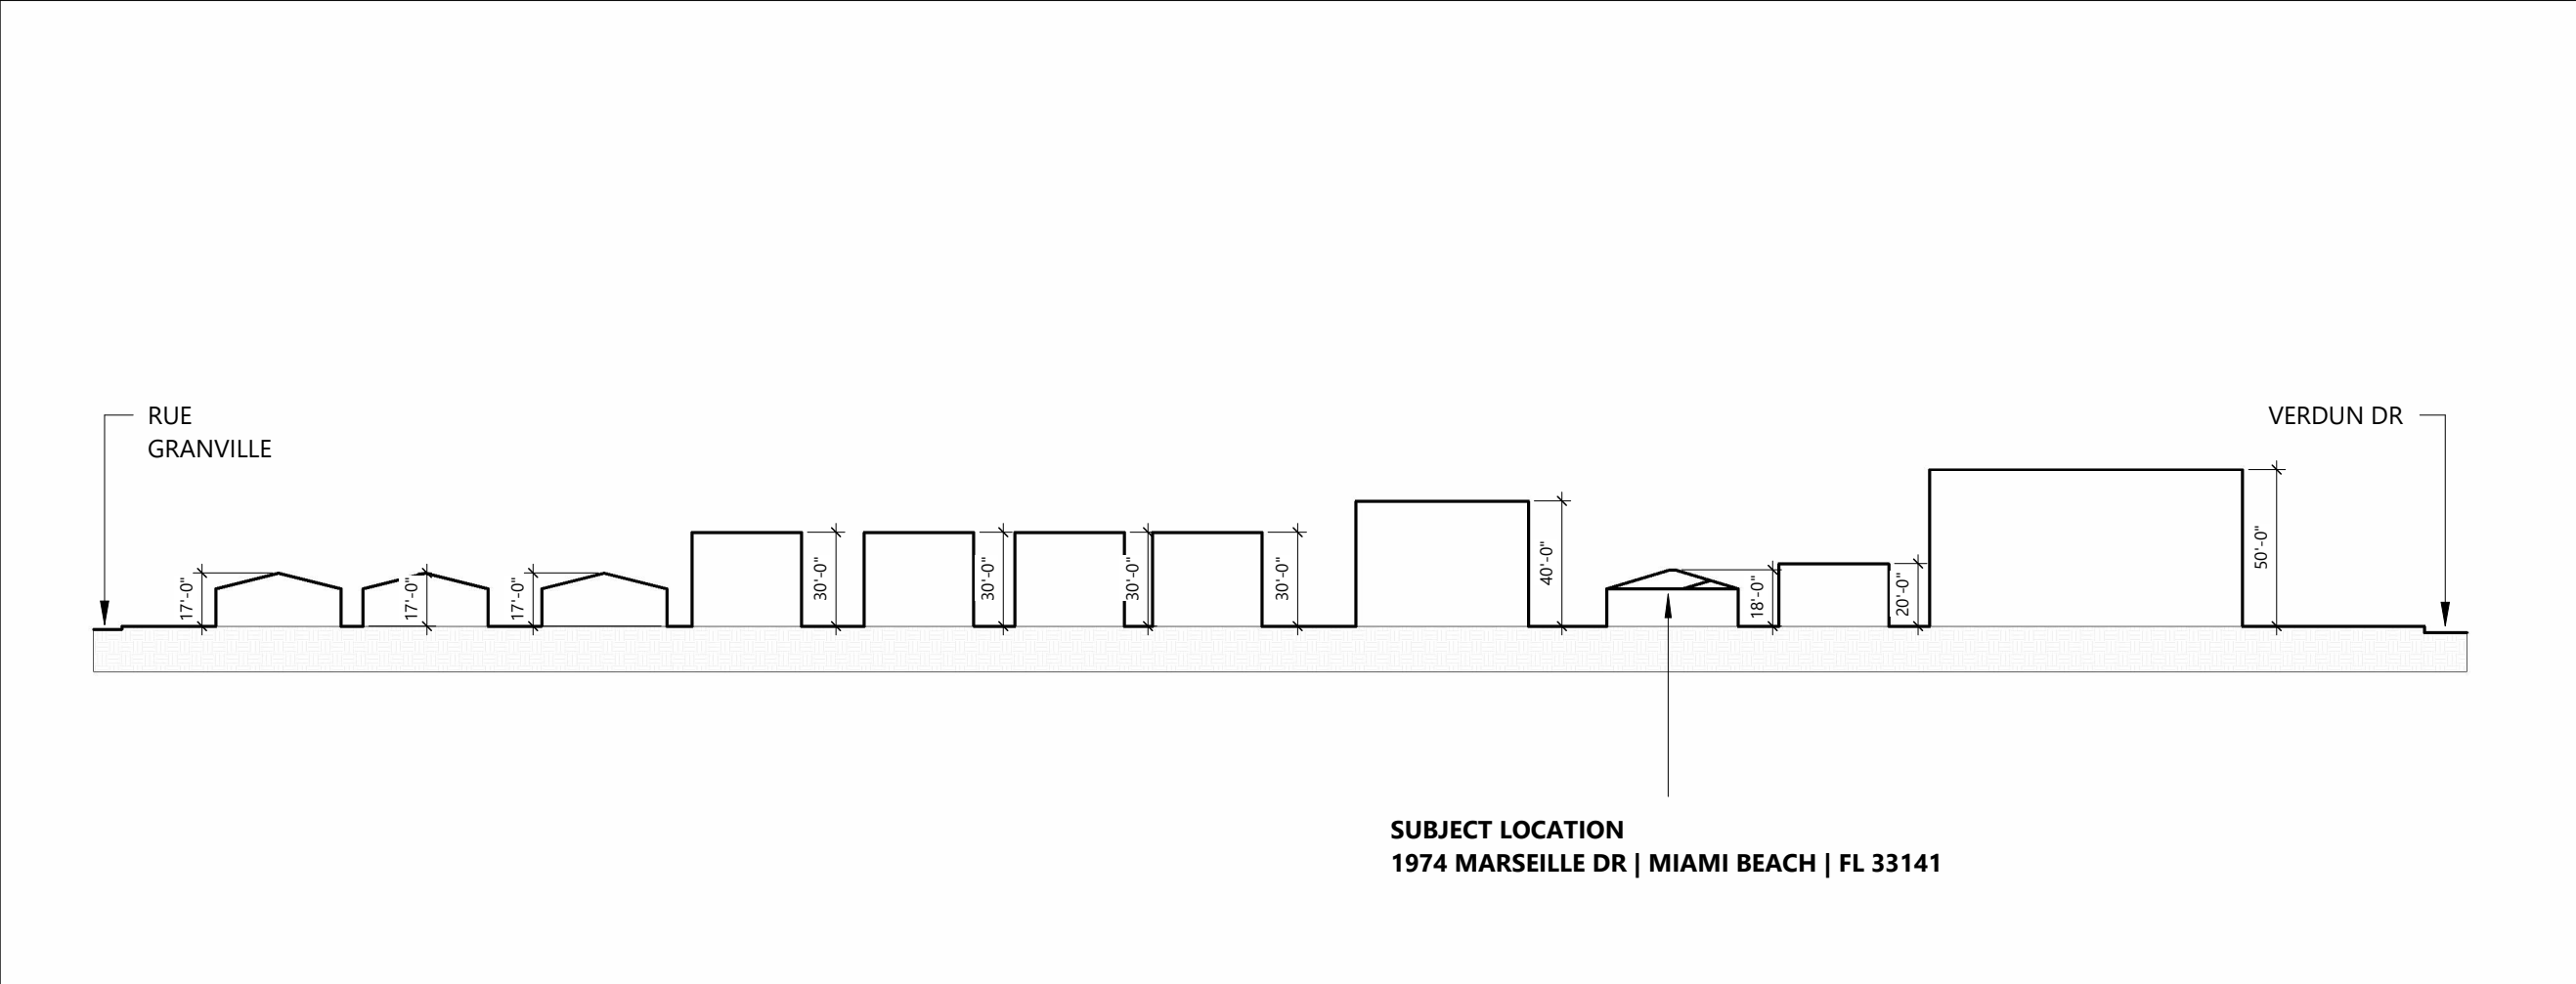 RUE
GRANVILLE
VERDUN DR
17'-0"
17'-0"
17'-0"
30'-0"
30'-0"
30'-0"
30'-0"
40'-0"
18'-0"
20'-0"
50'-0"
SUBJECT LOCATION
1974 MARSEILLE DR | MIAMI BEACH | FL 33141